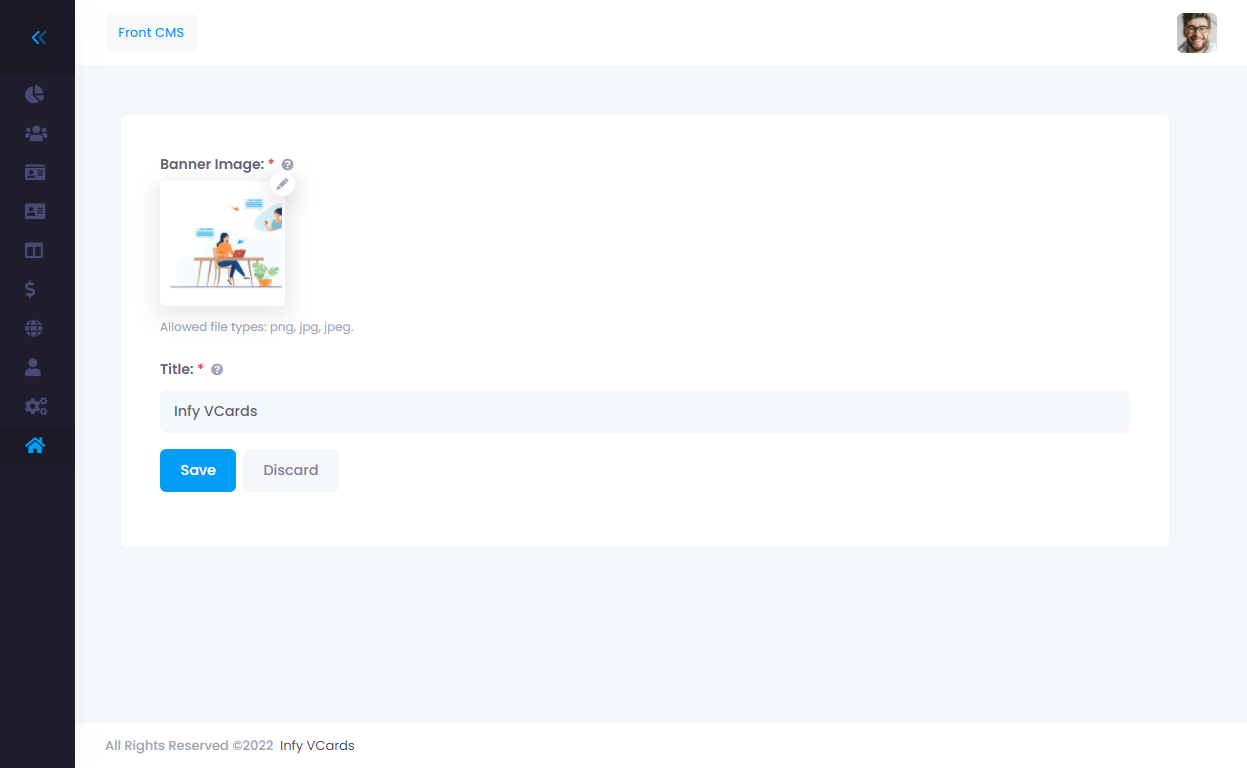 Front CMS
Banner Image: *
Allowed file types: png, jpg, jpeg.
Title: *
Infy VCards
Save Discard
All Rights Reserved ©2022 Infy VCards